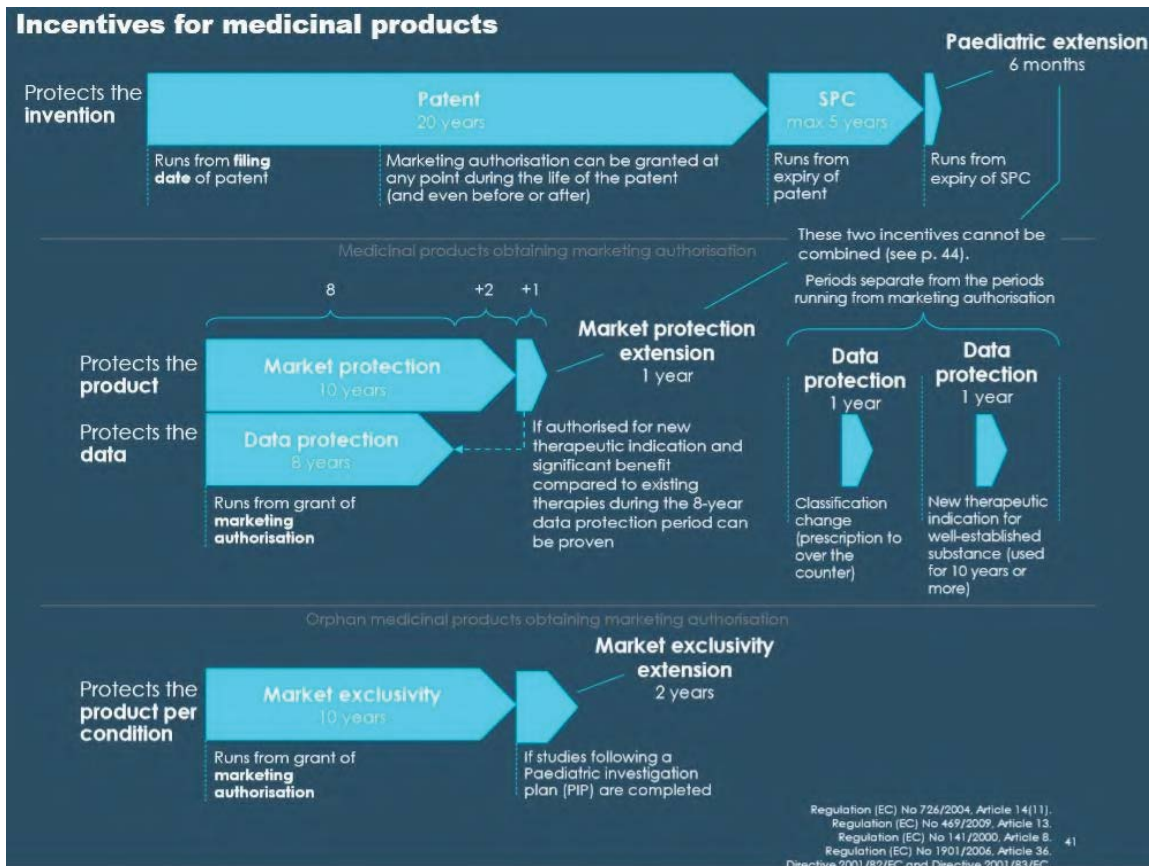 Incentives for medicinal products
Paediatric extension
6 months
Protects the
invention
Patent
20 years
SPC
max 5 years
Runs from filing
date of patent
Marketing authorisation can be granted at
any point during the life of the patent
(and even before or after)
Runs from
expiry of
patent
Runs from
expiry of SPC
Medicinal products obtaining marketing authorisation
These two incentives cannot be
combined (see p. 44).
Periods separate from the periods
running from marketing authorisation
8
+2
+1
Protects the
product
Market protection
10 years
Market protection
extension
1 year
Protects the
data
Data protection
8 years
Runs from grant of
marketing
authorisation
If authorised for new
therapeutic indication and
significant benefit
compared to existing
therapies during the 8-year
data protection period can
be proven
Data
protection
1 year
Classification
change
(prescription to
over the
counter)
Data
protection
1 year
New therapeutic
indication for
well-established
substance (used
for 10 years or
more)
Orphan medicinal products obtaining marketing authorisation
Protects the
product per
condition
Market exclusivity
10 years
Market exclusivity
extension
2 years
Runs from grant of
marketing
authorisation
If studies following a
Paediatric investigation
plan (PIP) are completed
Regulation (EC) No 726/2004, Article 14(11).
Regulation (EC) No 469/2009, Article 13.
Regulation (EC) No 141/2000, Article 8.
Regulation (EC) No 1901/2006, Article 36.
41
Directive 2001/82/EC and Directive 2001/83/EC